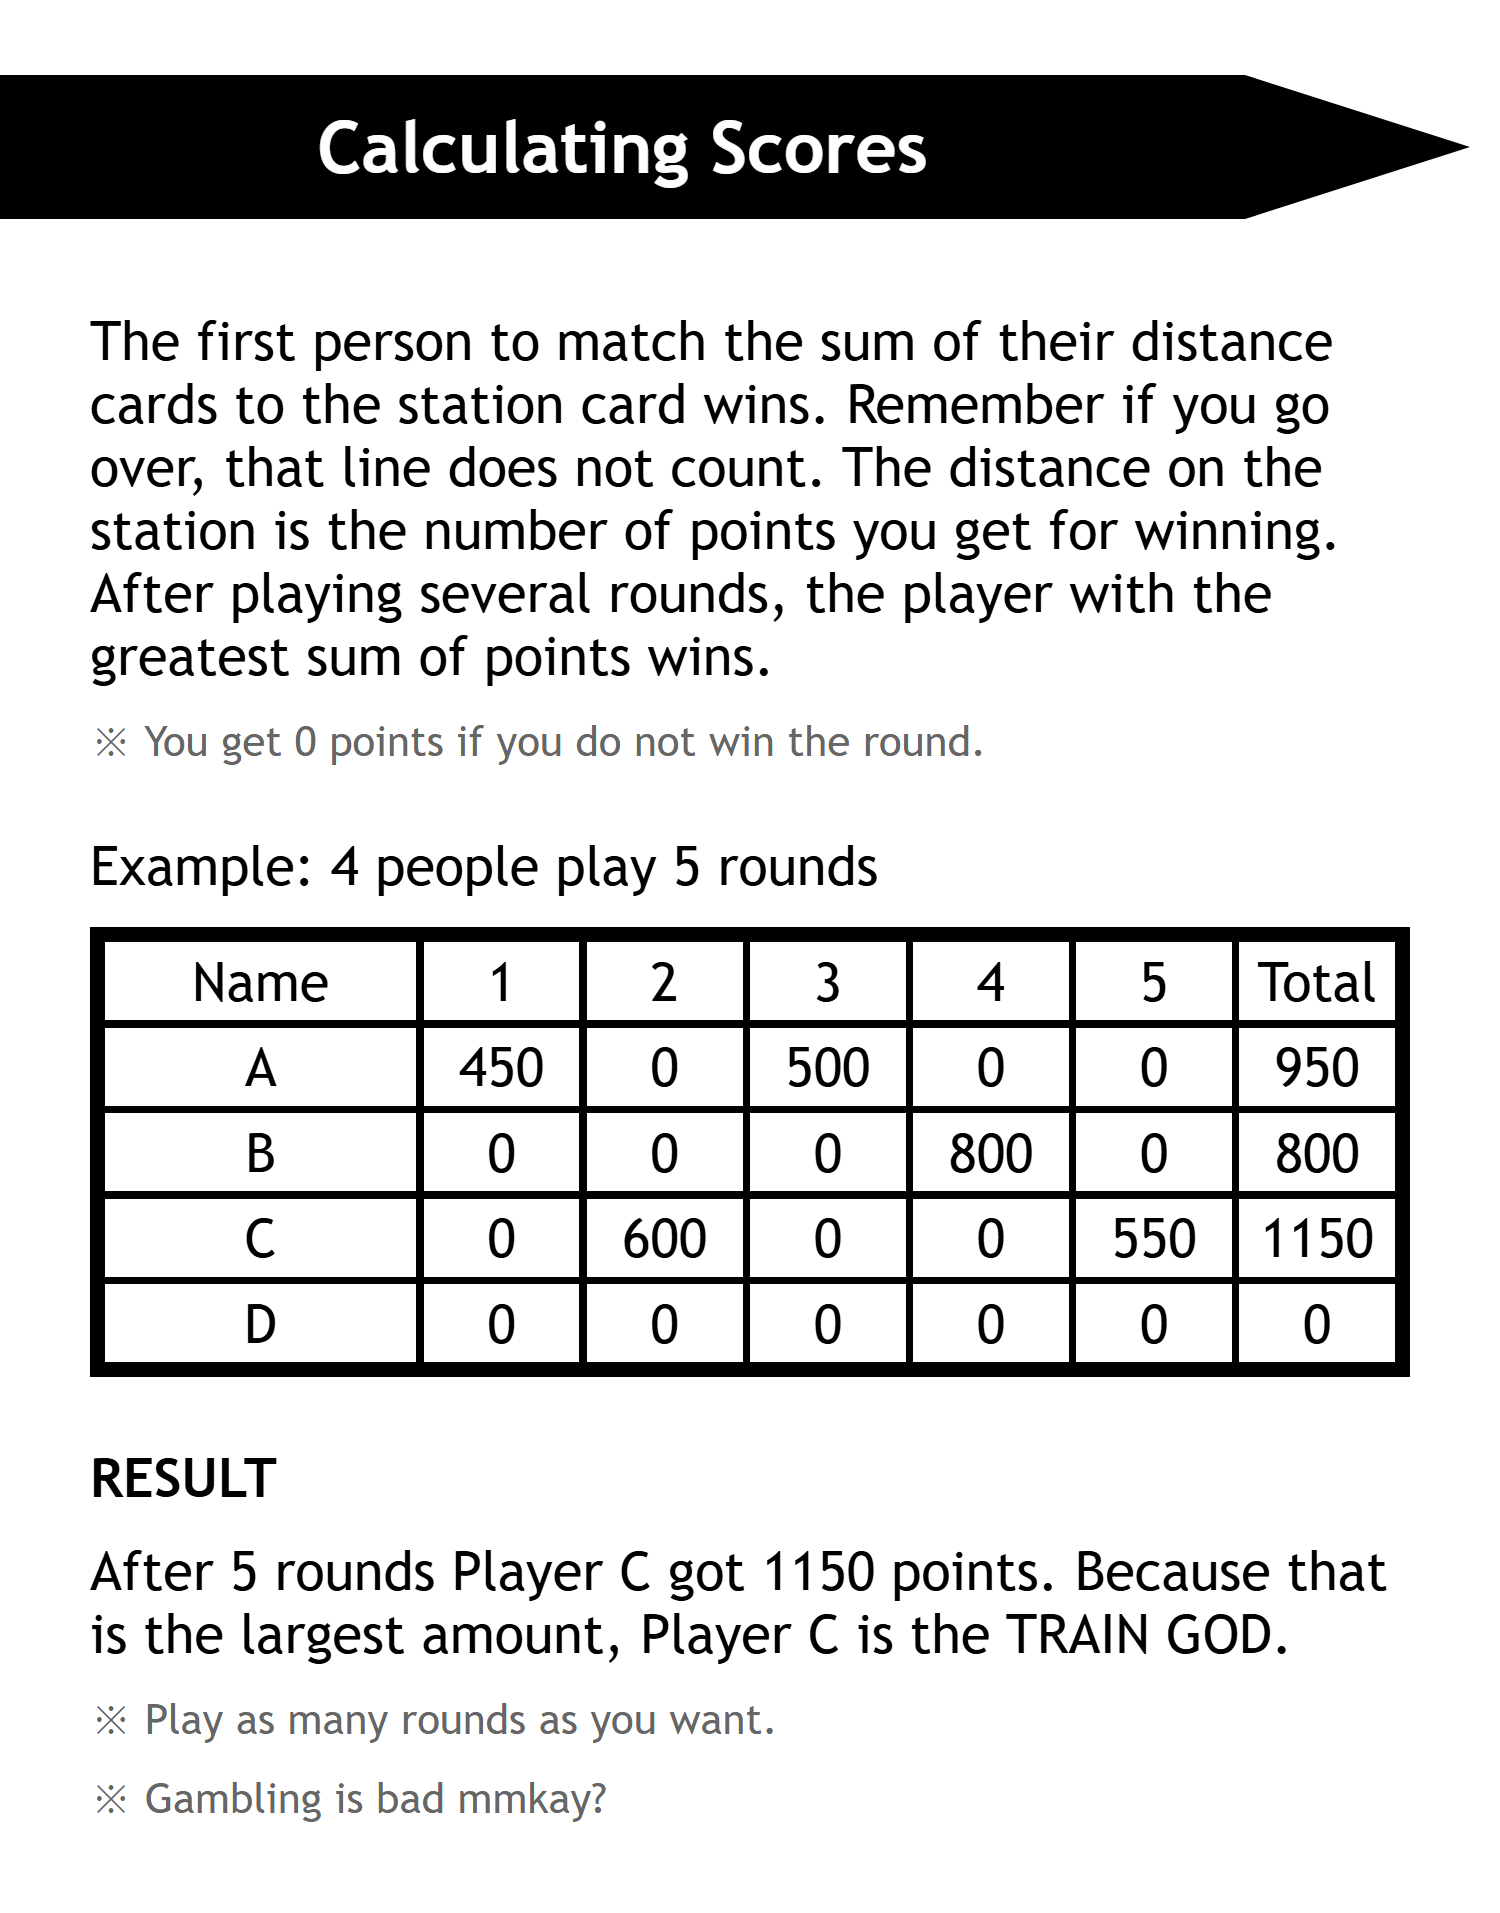 Calculating Scores
The first person to match the sum of their distance
cards to the station card wins. Remember if you go
over, that line does not count. The distance on the
station is the number of points you get for winning.
After playing several rounds, the player with the
greatest sum of points wins.
※ You get 0 points if you do not win the round.
Example: 4 people play 5 rounds
Name 1 2 3 4 5 Total
A 450 0 500 0 0 950
B 0 0 0 800 0 800
C 0 600 0 0 550 1150
D 0 0 0 0 0 0
RESULT
After 5 rounds Player C got 1150 points. Because that
is the largest amount, Player C is the TRAIN GOD.
※ Play as many rounds as you want.
※ Gambling is bad mmkay?